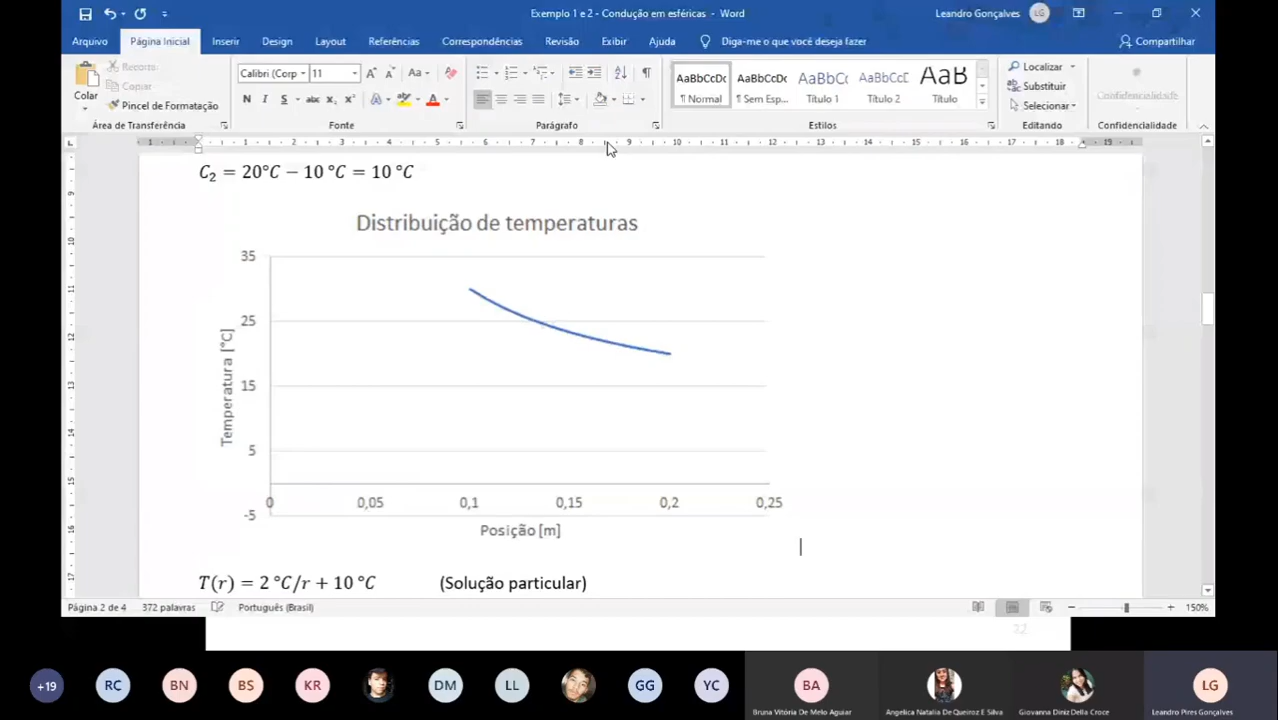 Exemplo 1 e 2 - Condução em esféricas - Word
Leandro Gonçalves
LG
Arquivo
Página Inicial
Inserir
Design
Layout
Referências
Correspondências
Revisão
Exibir
Ajuda
Diga-me o que você deseja fazer
Compartilhar
Colar
Recortar
Copiar
Pincel de Formatação
Área de Transferência
Calibri (Corp
11
Fonte
Parágrafo
AaBbCcDc
¶ Normal
AaBbCcDc
¶ Sem Esp...
AaBbCc
Título 1
AaBbCcD
Título 2
AaB
Título
Estilos
Localizar
Substituir
Selecionar
Editando
Confidencialidade
Confidencialidade
C₂ = 20°C − 10 °C = 10 °C
Distribuição de temperaturas
35
25
15
5
-5
Temperatura [°C]
0
0,05
0,1
0,15
0,2
0,25
Posição [m]
T(r) = 2 °C/r + 10 °C (Solução particular)
Página 2 de 4
372 palavras
Português (Brasil)
150%
+19
RC
BN
BS
KR
DM
LL
GG
YC
BA
LG
Bruna Vitória De Melo Aguiar
Angelica Natalia De Queiroz E Silva
Giovanna Diniz Della Croce
Leandro Pires Gonçalves